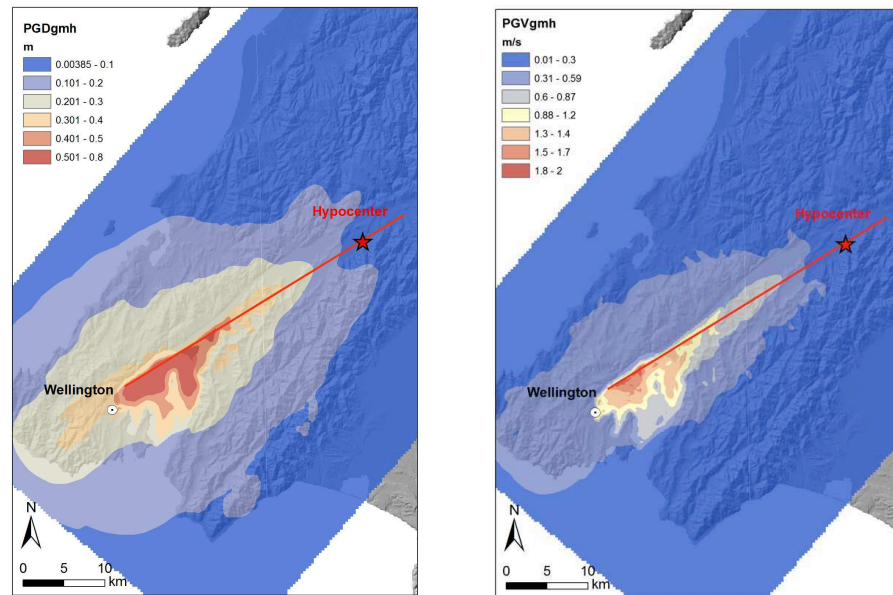 PGDgmh
m
0.00385 - 0.1
0.101 - 0.2
0.201 - 0.3
0.301 - 0.4
0.401 - 0.5
0.501 - 0.8
Hypocenter
Wellington
N
0 5 10
km
PGVgmh
m/s
0.01 - 0.3
0.31 - 0.59
0.6 - 0.87
0.88 - 1.2
1.3 - 1.4
1.5 - 1.7
1.8 - 2
Hypocenter
Wellington
N
0 5 10
km